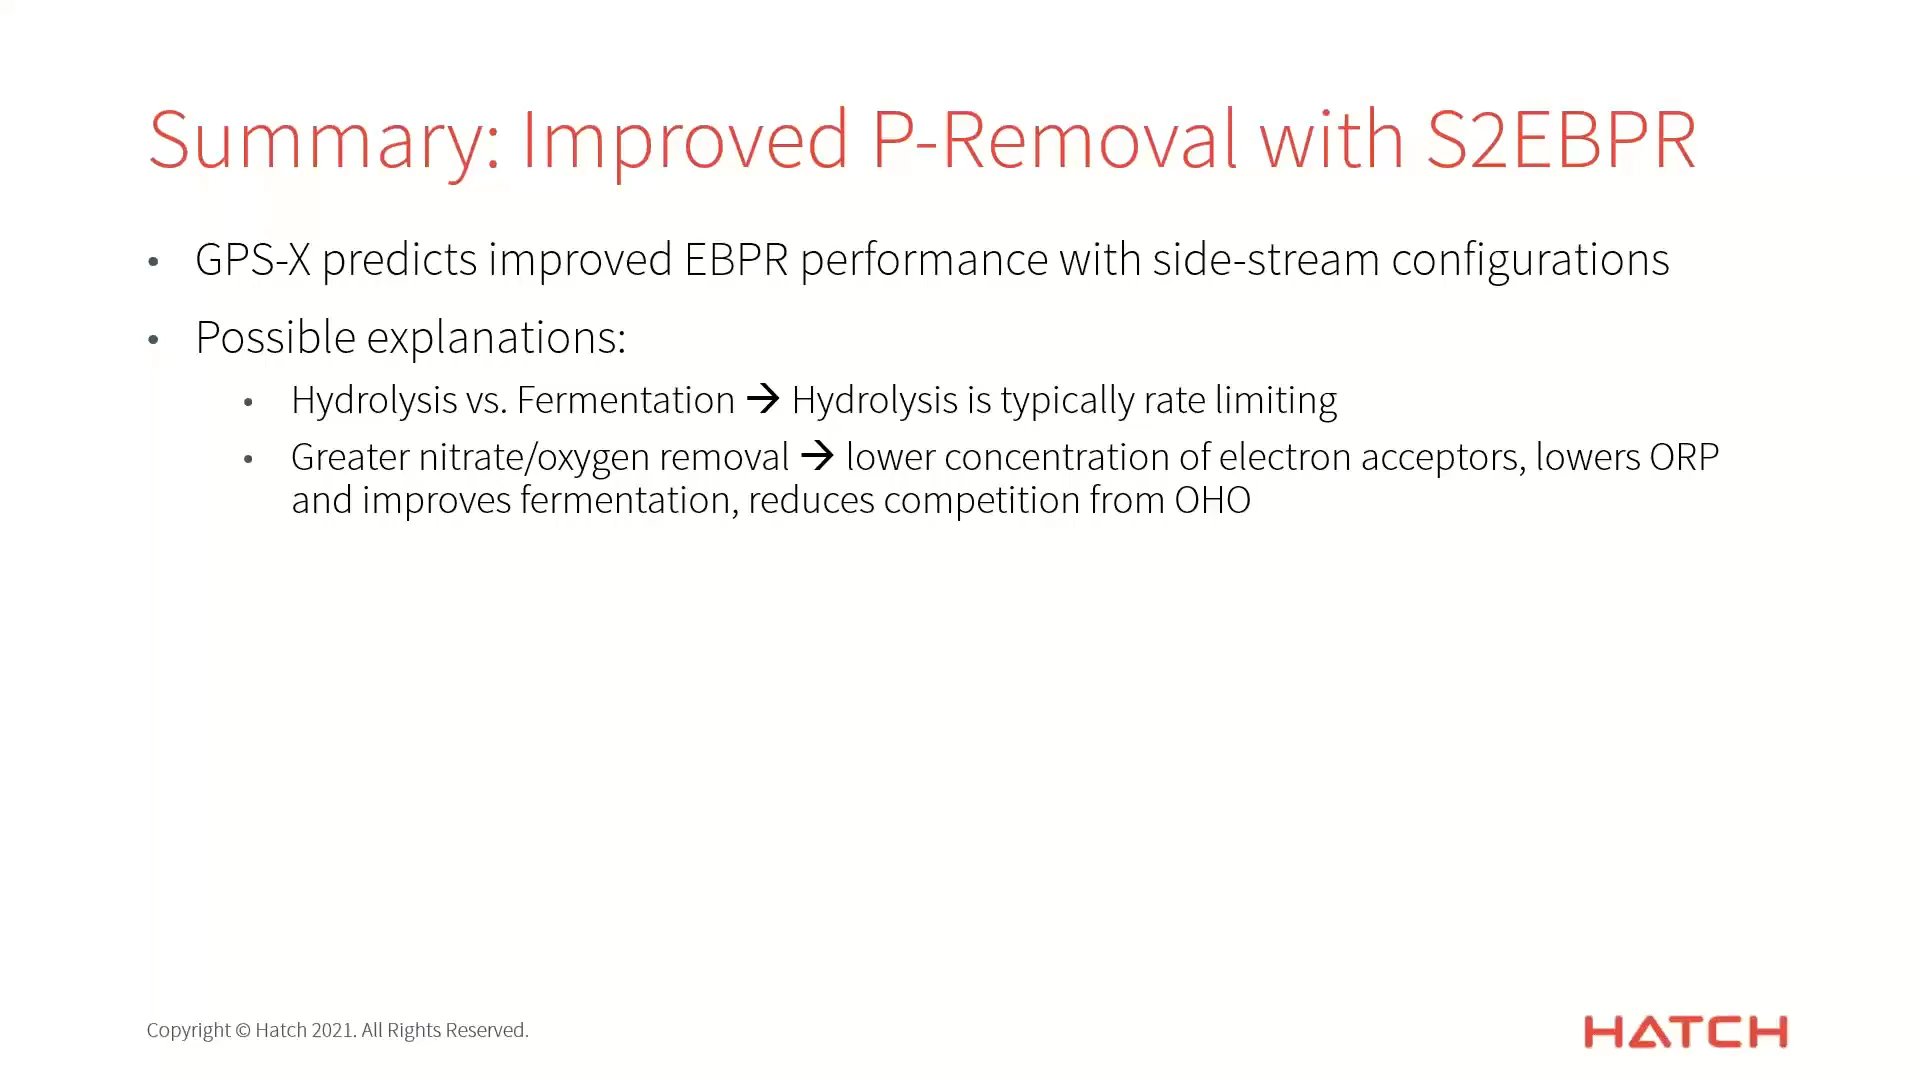 Summary: Improved P-Removal with S2EBPR
• GPS-X predicts improved EBPR performance with side-stream configurations
• Possible explanations:
• Hydrolysis vs. Fermentation → Hydrolysis is typically rate limiting
• Greater nitrate/oxygen removal → lower concentration of electron acceptors, lowers ORP
and improves fermentation, reduces competition from OHO
Copyright © Hatch 2021. All Rights Reserved.
HATCH